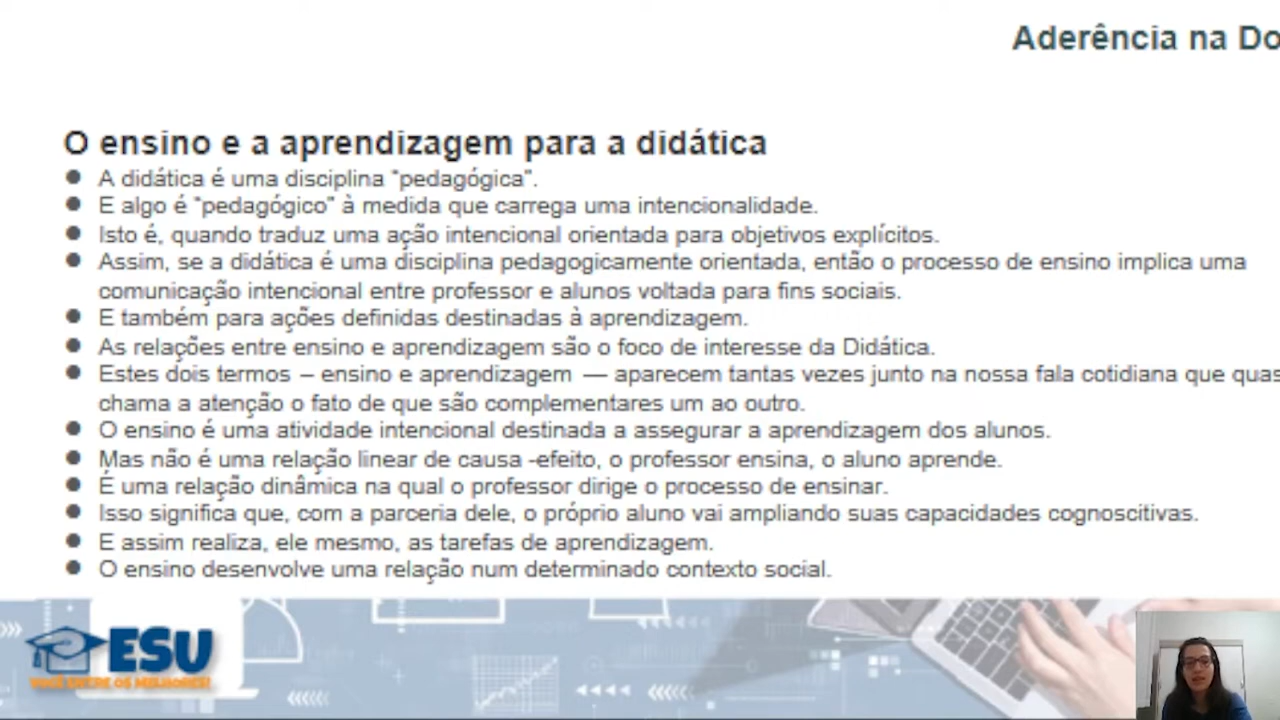 Aderência na Do
O ensino e a aprendizagem para a didática
● A didática é uma disciplina “pedagógica”.
● E algo é “pedagógico” à medida que carrega uma intencionalidade.
● Isto é, quando traduz uma ação intencional orientada para objetivos explícitos.
● Assim, se a didática é uma disciplina pedagogicamente orientada, então o processo de ensino implica uma
comunicação intencional entre professor e alunos voltada para fins sociais.
● E também para ações definidas destinadas à aprendizagem.
● As relações entre ensino e aprendizagem são o foco de interesse da Didática.
● Estes dois termos – ensino e aprendizagem — aparecem tantas vezes junto na nossa fala cotidiana que quas
chama a atenção o fato de que são complementares um ao outro.
● O ensino é uma atividade intencional destinada a assegurar a aprendizagem dos alunos.
● Mas não é uma relação linear de causa -efeito, o professor ensina, o aluno aprende.
● É uma relação dinâmica na qual o professor dirige o processo de ensinar.
● Isso significa que, com a parceria dele, o próprio aluno vai ampliando suas capacidades cognoscitivas.
● E assim realiza, ele mesmo, as tarefas de aprendizagem.
● O ensino desenvolve uma relação num determinado contexto social.
ESU
VOCÊ ENTRE OS MELHORES!